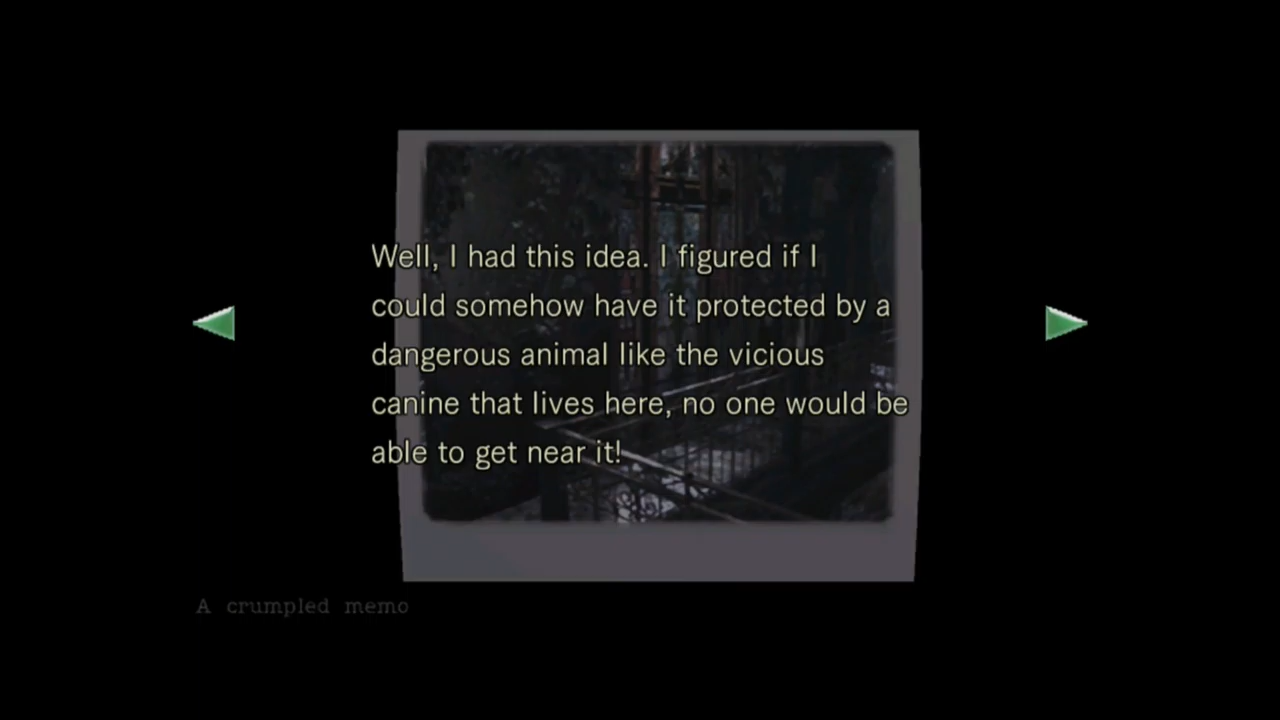 Well, I had this idea. I figured if I
could somehow have it protected by a
dangerous animal like the vicious
canine that lives here, no one would be
able to get near it!
A crumpled memo